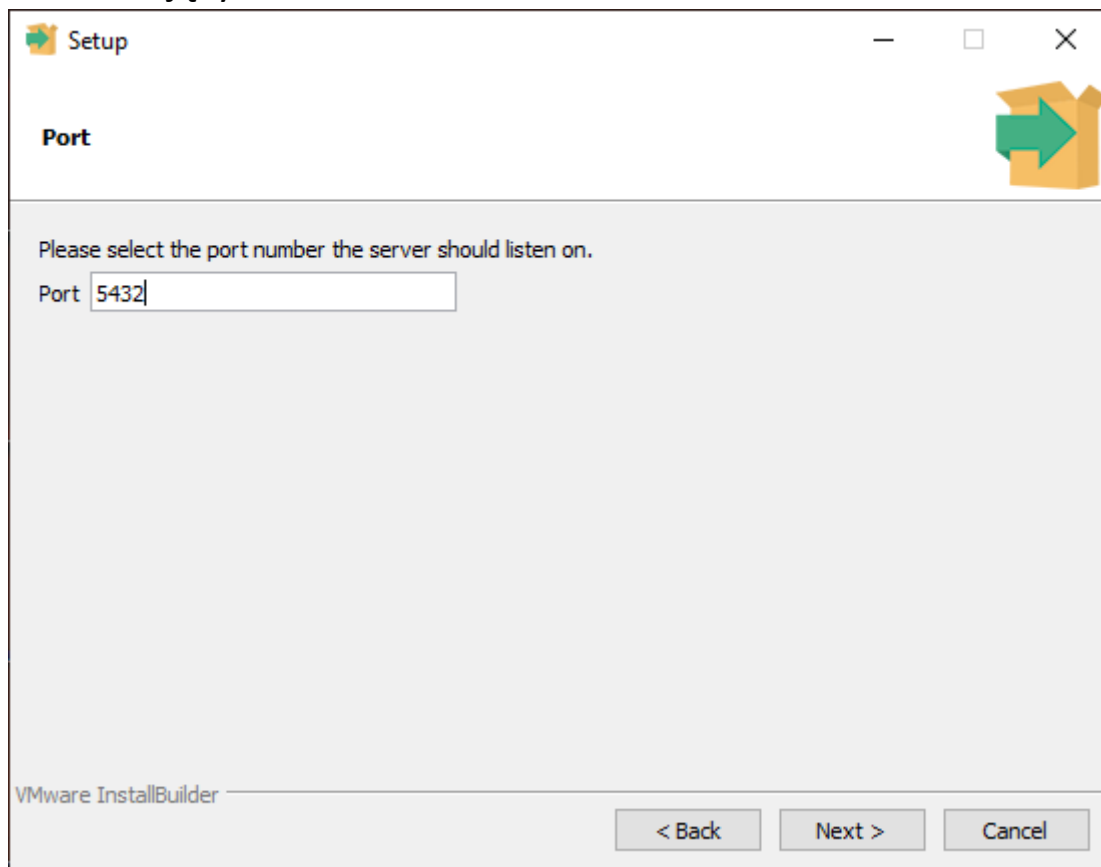 Setup
Port
Please select the port number the server should listen on.
Port 5432
VMware InstallBuilder
< Back Next > Cancel